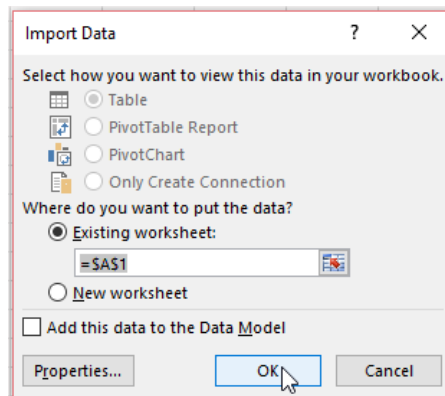 Import Data ?
Select how you want to view this data in your workbook.
Table
PivotTable Report
PivotChart
Only Create Connection
Where do you want to put the data?
Existing worksheet:
=$A$1
New worksheet
Add this data to the Data Model
Properties... OK Cancel